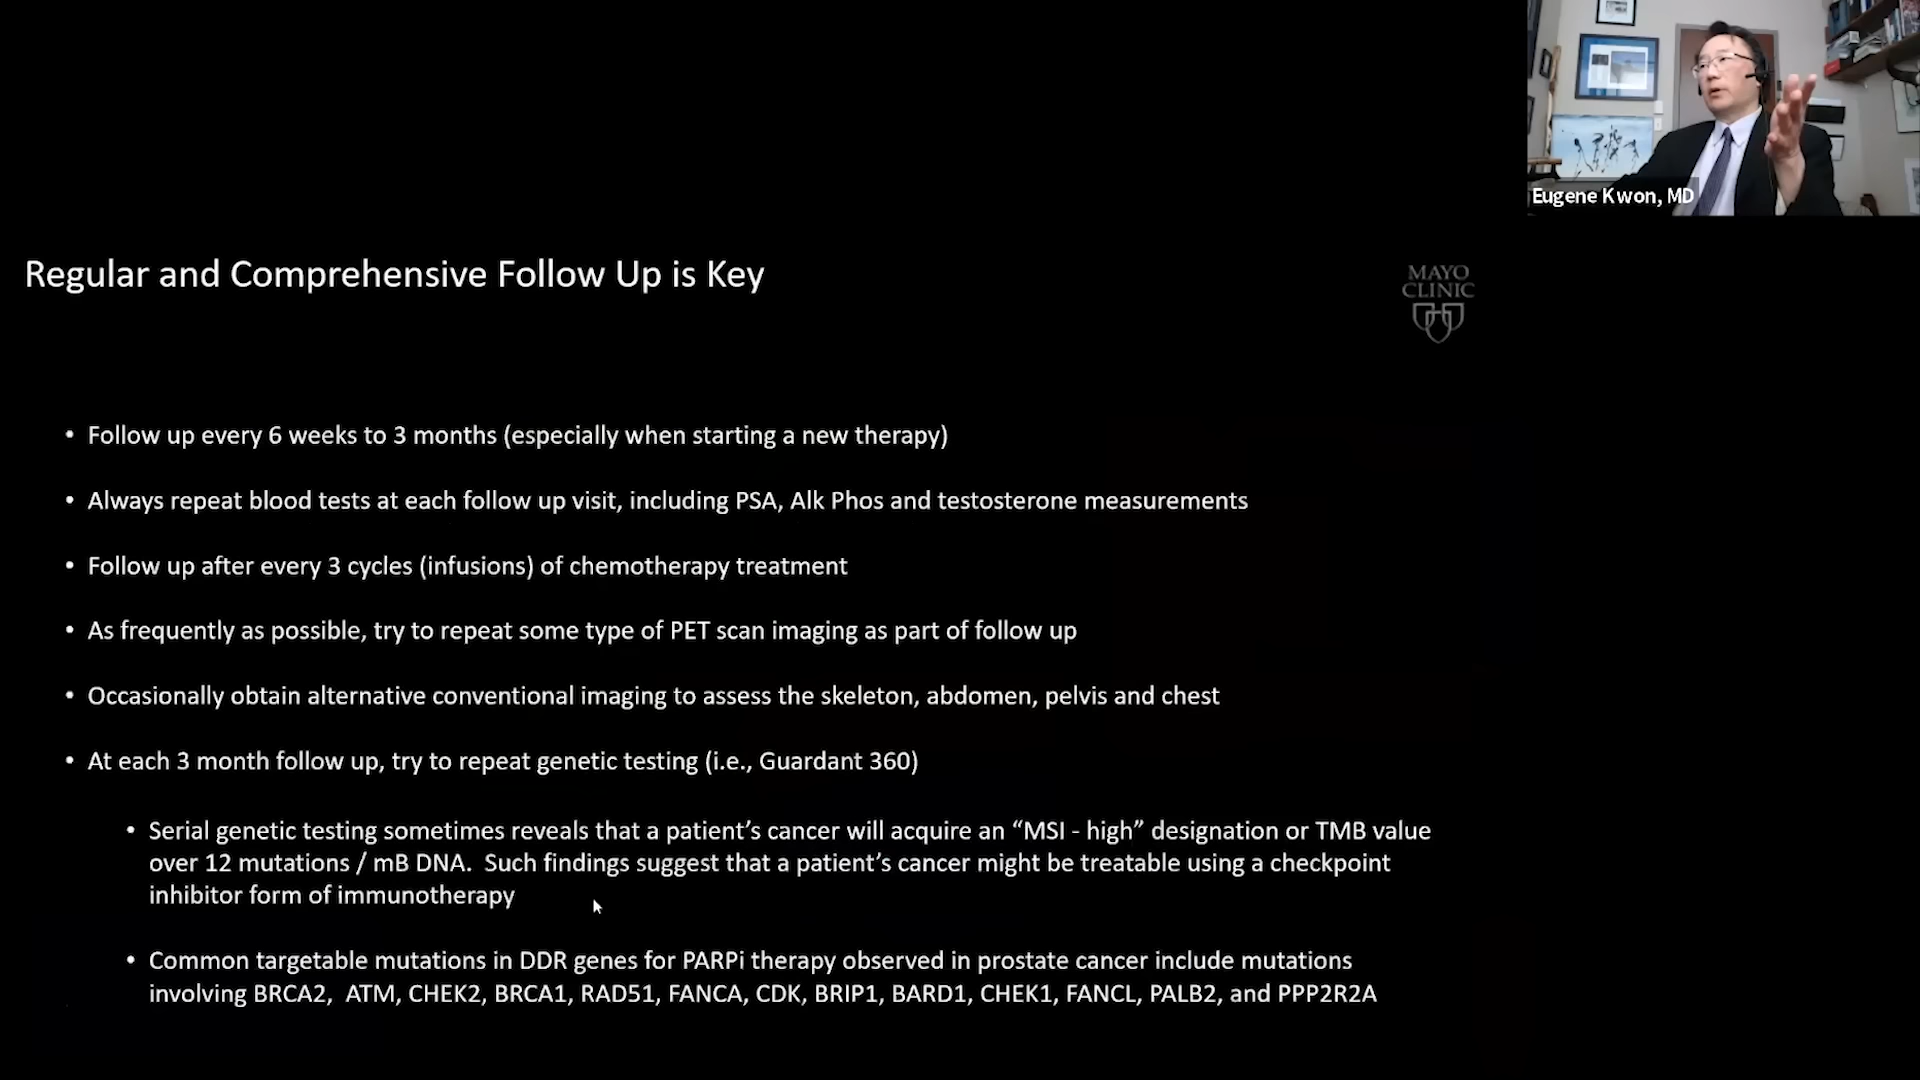 Eugene Kwon, MD
Regular and Comprehensive Follow Up is Key
MAYO
CLINIC
• Follow up every 6 weeks to 3 months (especially when starting a new therapy)
• Always repeat blood tests at each follow up visit, including PSA, Alk Phos and testosterone measurements
• Follow up after every 3 cycles (infusions) of chemotherapy treatment
• As frequently as possible, try to repeat some type of PET scan imaging as part of follow up
• Occasionally obtain alternative conventional imaging to assess the skeleton, abdomen, pelvis and chest
• At each 3 month follow up, try to repeat genetic testing (i.e., Guardant 360)
• Serial genetic testing sometimes reveals that a patient’s cancer will acquire an “MSI - high” designation or TMB value
over 12 mutations / mB DNA. Such findings suggest that a patient’s cancer might be treatable using a checkpoint
inhibitor form of immunotherapy
• Common targetable mutations in DDR genes for PARPi therapy observed in prostate cancer include mutations
involving BRCA2, ATM, CHEK2, BRCA1, RAD51, FANCA, CDK, BRIP1, BARD1, CHEK1, FANCL, PALB2, and PPP2R2A